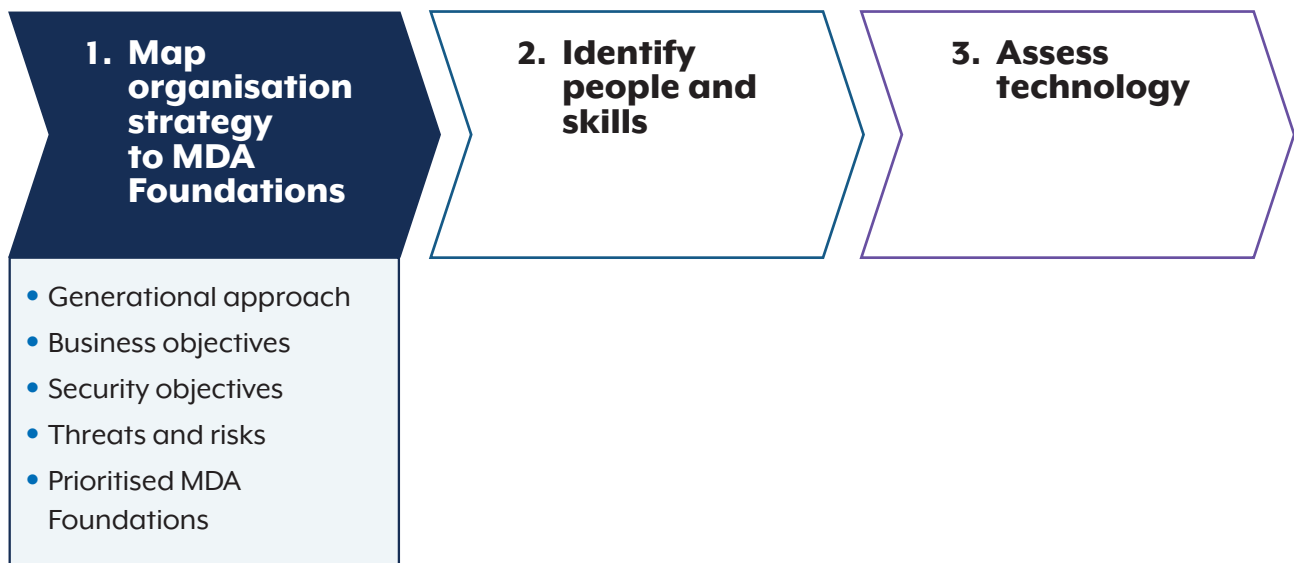 1. Map
organisation
strategy
to MDA
Foundations
2. Identify
people and
skills
3. Assess
technology
• Generational approach
• Business objectives
• Security objectives
• Threats and risks
• Prioritised MDA
Foundations